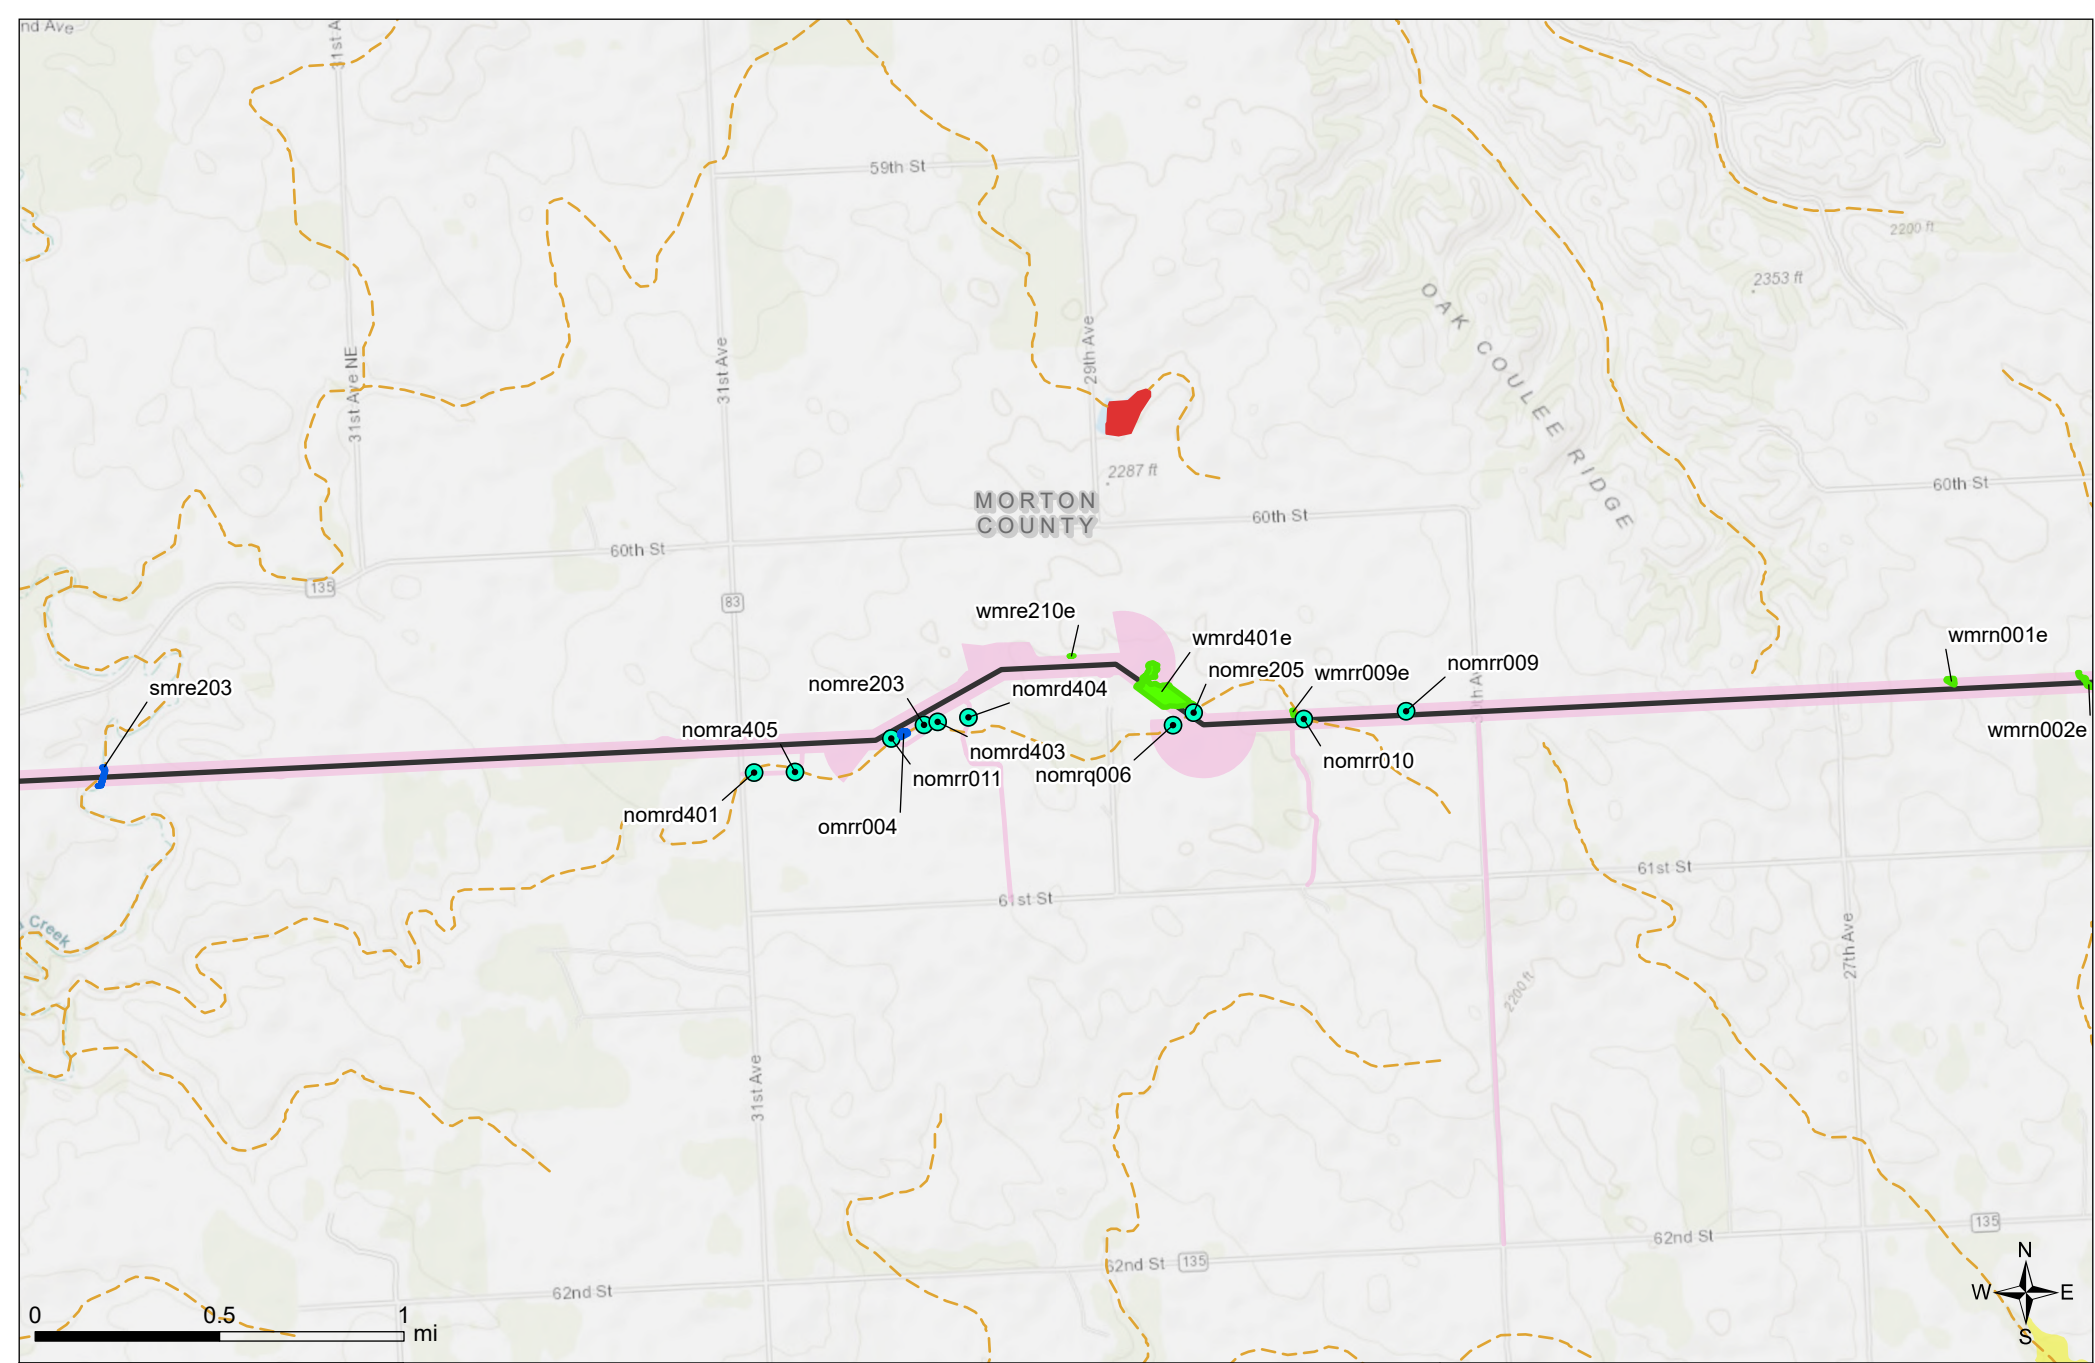 nd Ave
31st A
59th St
2200 ft
2353 ft
29th Ave
31st Ave
31st Ave NE
OAK COULEE RIDGE
2287 ft
60th St
MORTON
COUNTY
60th St
60th St
135
83
wmre210e
wmrd401e
wmrn001e
nomrr009
nomre205
wmrr009e
smre203
nomre203
nomrd404
nomra405
wmrn002e
nomrd403
nomrr010
nomrq006
nomrr011
nomrd401
omrr004
61st St
61st St
Creek
27th Ave
2200 ft
31st Ave
135
62nd St
62nd St
135
62nd St
N
W
E
S
0
0.5
1
mi